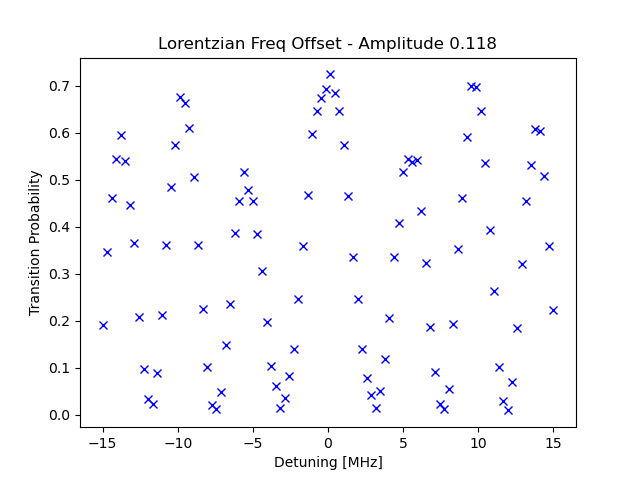 Lorentzian Freq Offset - Amplitude 0.118
Transition Probability
0.7
0.6
0.5
0.4
0.3
0.2
0.1
0.0
−15 −10 −5 0 5 10 15
Detuning [MHz]